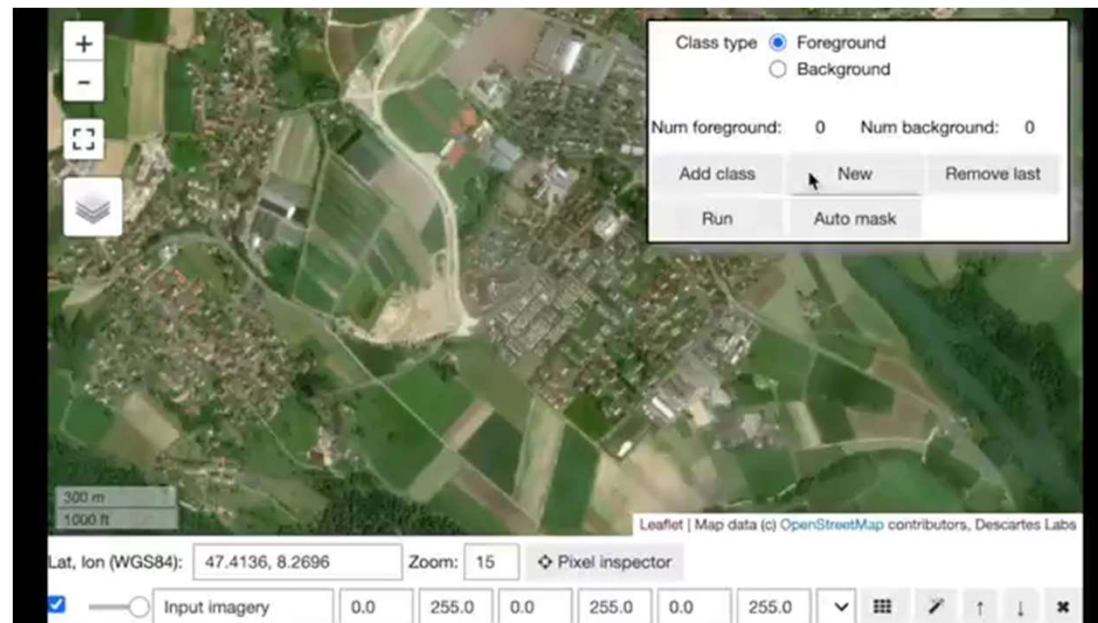 +
−
Class type Foreground
Background
Num foreground: 0 Num background: 0
Add class New Remove last
Run Auto mask
300 m
1000 ft
Leaflet | Map data (c) OpenStreetMap contributors, Descartes Labs
Lat, lon (WGS84): 47.4136, 8.2696 Zoom: 15 Pixel inspector
Input imagery 0.0 255.0 0.0 255.0 0.0 255.0